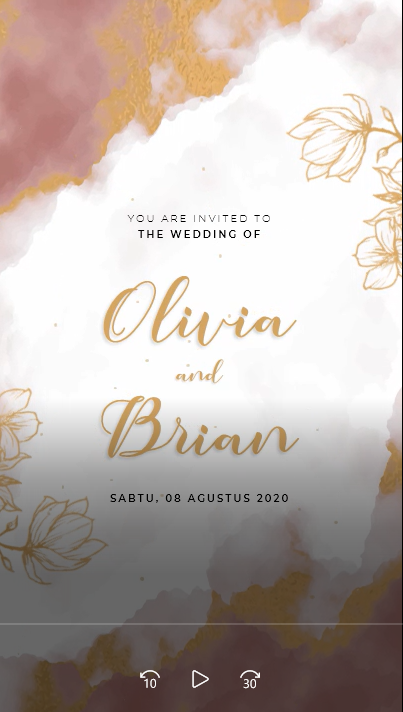 YOU ARE INVITED TO
THE WEDDING OF
Olivia
and
Brian
SABTU, 08 AGUSTUS 2020
10 30